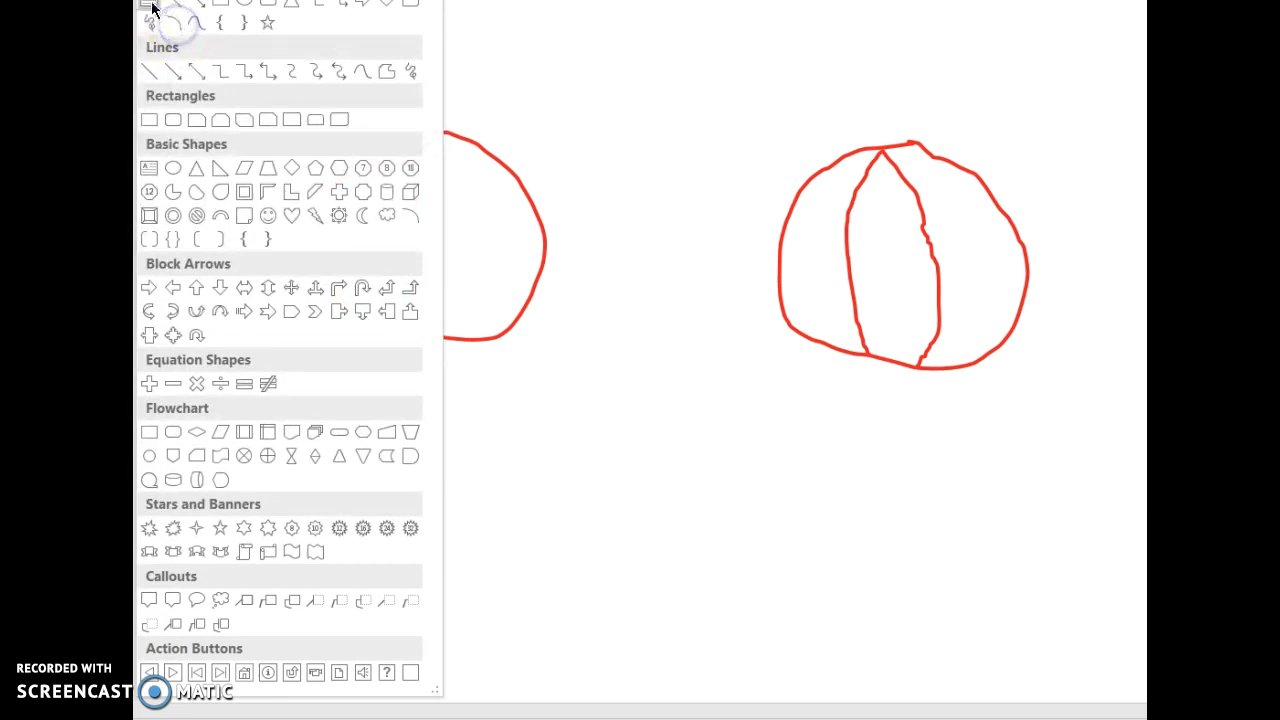 Lines
Rectangles
Basic Shapes
Block Arrows
Equation Shapes
Flowchart
Stars and Banners
Callouts
Action Buttons
RECORDED WITH
SCREENCAST MATIC